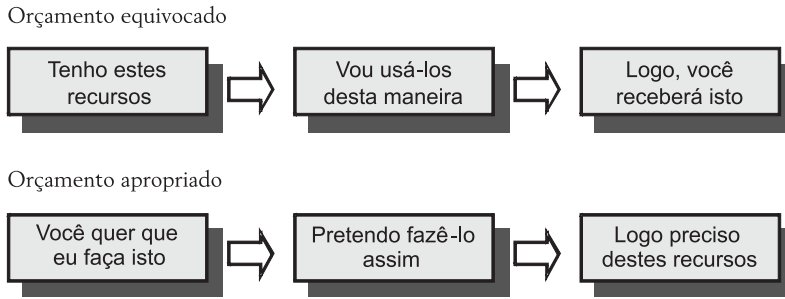 Orçamento equivocado
Tenho estes
recursos
Vou usá-los
desta maneira
Logo, você
receberá isto
Orçamento apropriado
Você quer que
eu faça isto
Pretendo fazê-lo
assim
Logo preciso
destes recursos